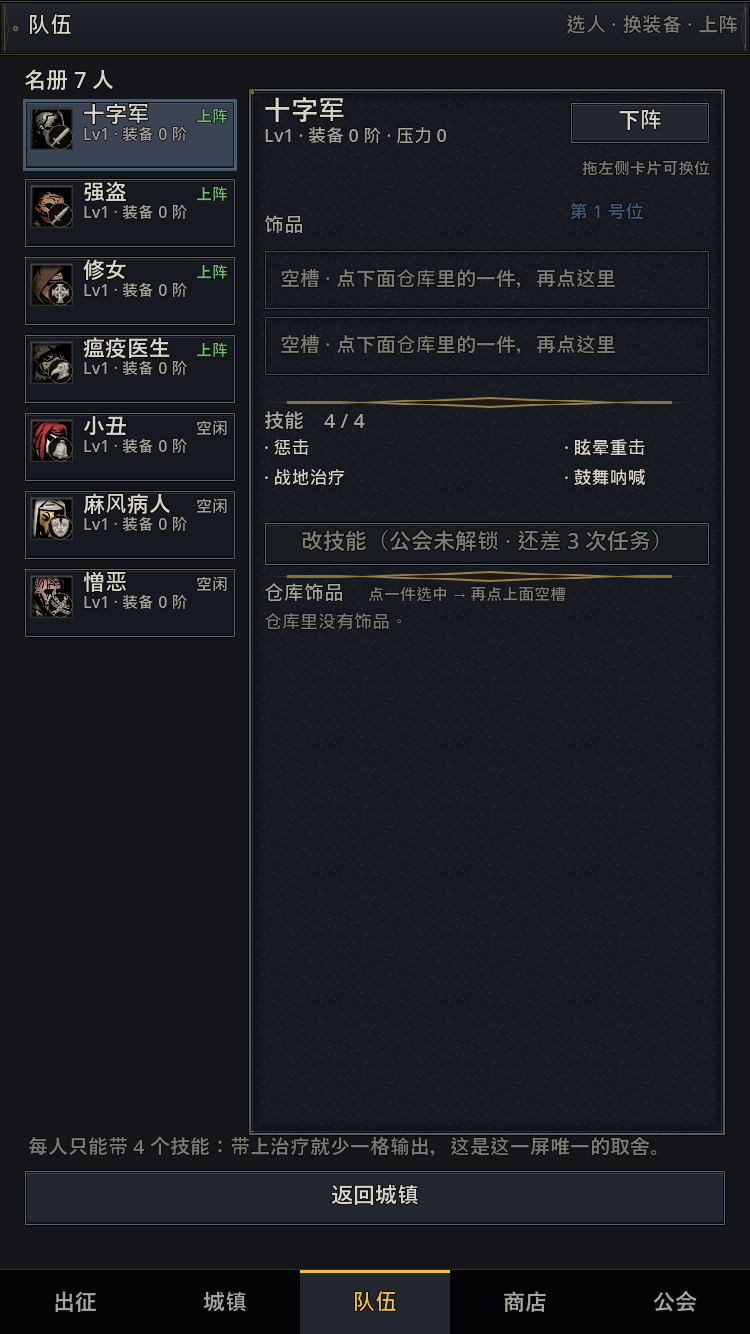 队伍
选人 · 换装备 · 上阵
名册 7 人
十字军 上阵
Lv1 · 装备 0 阶
强盗 上阵
Lv1 · 装备 0 阶
修女 上阵
Lv1 · 装备 0 阶
瘟疫医生 上阵
Lv1 · 装备 0 阶
小丑 空闲
Lv1 · 装备 0 阶
麻风病人 空闲
Lv1 · 装备 0 阶
憎恶 空闲
Lv1 · 装备 0 阶
十字军
Lv1 · 装备 0 阶 · 压力 0
下阵
拖左侧卡片可换位
第 1 号位
饰品
空槽 · 点下面仓库里的一件，再点这里
空槽 · 点下面仓库里的一件，再点这里
技能 4 / 4
· 惩击 · 眩晕重击
· 战地治疗 · 鼓舞呐喊
改技能（公会未解锁 · 还差 3 次任务）
仓库饰品 点一件选中 → 再点上面空槽
仓库里没有饰品。
每人只能带 4 个技能：带上治疗就少一格输出，这是这一屏唯一的取舍。
返回城镇
出征 城镇 队伍 商店 公会